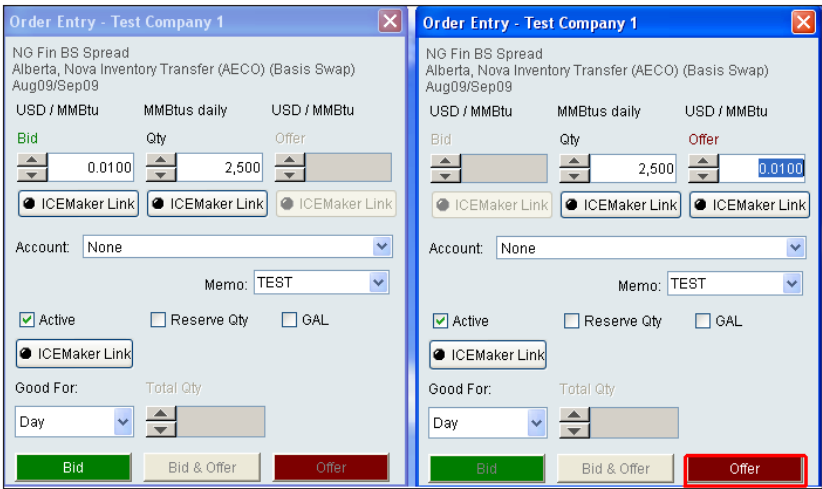 Order Entry - Test Company 1
NG Fin BS Spread
Alberta, Nova Inventory Transfer (AECO) (Basis Swap)
Aug09/Sep09
USD / MMBtu MMBtus daily USD / MMBtu
Bid Qty Offer
0.0100 2,500
ICEMaker Link ICEMaker Link ICEMaker Link
Account: None
Memo: TEST
Active Reserve Qty GAL
ICEMaker Link
Good For: Total Qty
Day
Bid Bid & Offer Offer
Order Entry - Test Company 1
NG Fin BS Spread
Alberta, Nova Inventory Transfer (AECO) (Basis Swap)
Aug09/Sep09
USD / MMBtu MMBtus daily USD / MMBtu
Bid Qty Offer
2,500 0.0100
ICEMaker Link ICEMaker Link ICEMaker Link
Account: None
Memo: TEST
Active Reserve Qty GAL
ICEMaker Link
Good For: Total Qty
Day
Bid Bid & Offer Offer